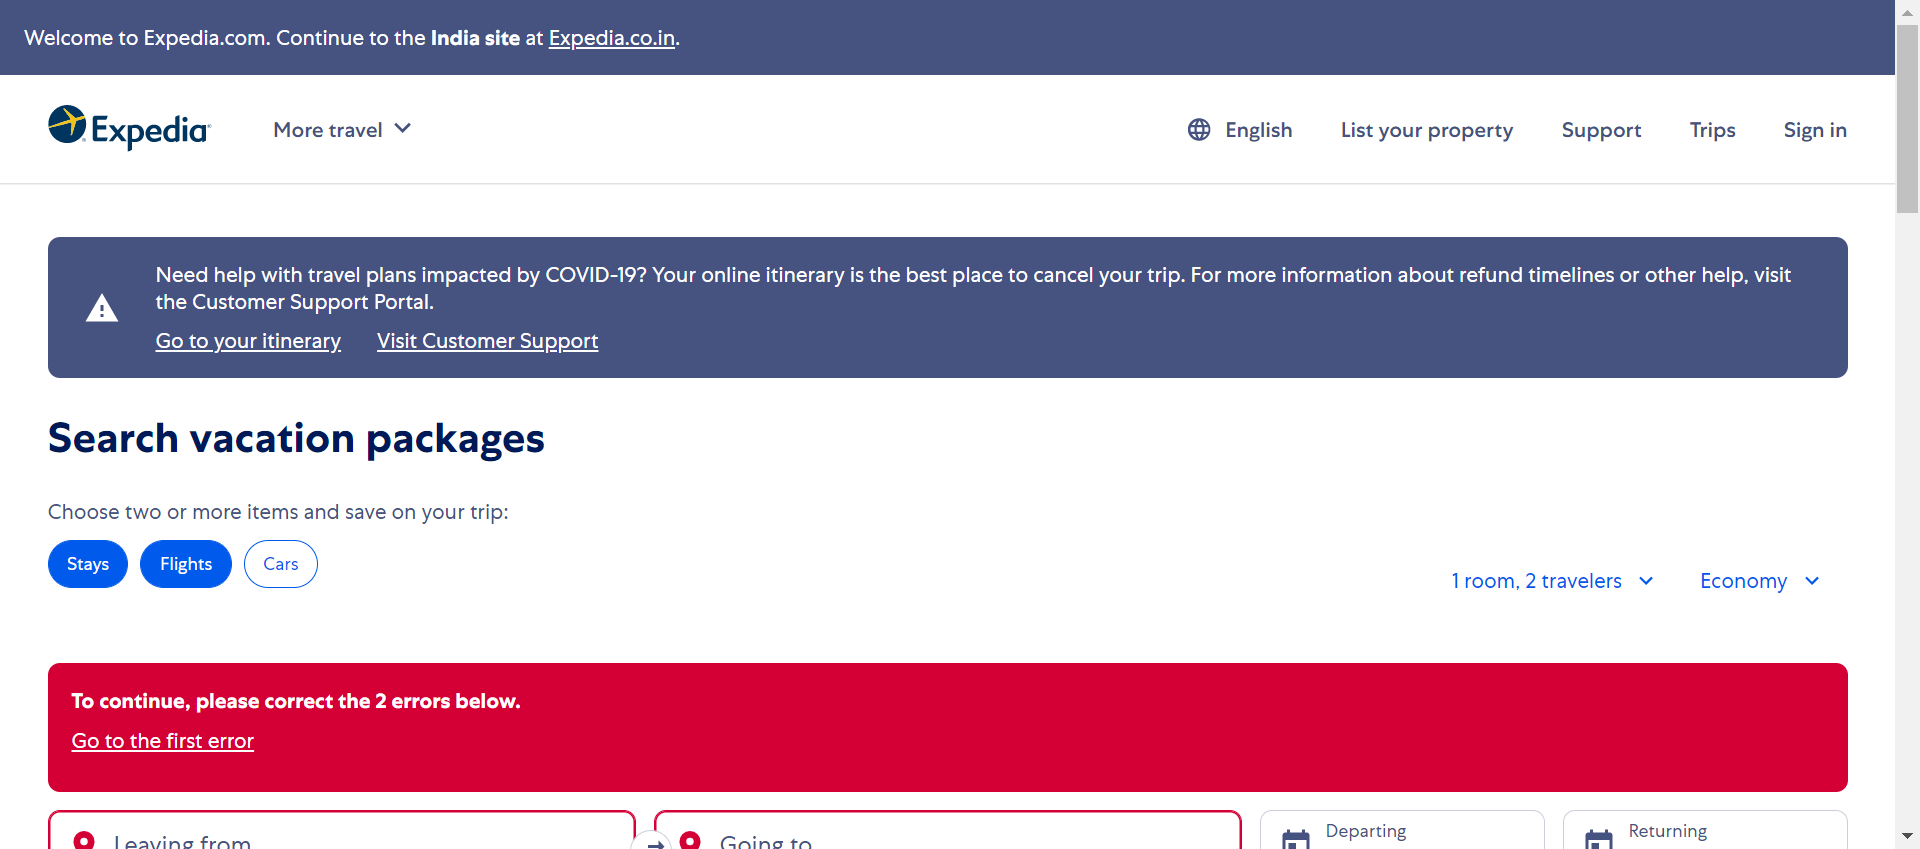 Welcome to Expedia.com. Continue to the India site at Expedia.co.in.
Expedia
More travel
English
List your property
Support
Trips
Sign in
Need help with travel plans impacted by COVID-19? Your online itinerary is the best place to cancel your trip. For more information about refund timelines or other help, visit
the Customer Support Portal.
Go to your itinerary
Visit Customer Support
Search vacation packages
Choose two or more items and save on your trip:
Stays
Flights
Cars
1 room, 2 travelers
Economy
To continue, please correct the 2 errors below.
Go to the first error
Leaving from
Going to
Departing
Returning